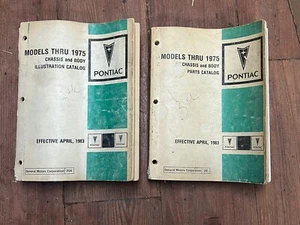 MODELS THRU 1975
CHASSIS and BODY
ILLUSTRATION CATALOG
PONTIAC
EFFECTIVE APRIL, 1983
General Motors Corporation
MODELS THRU 1975
CHASSIS and BODY
PARTS CATALOG
PONTIAC
EFFECTIVE APRIL, 1983
General Motors Corporation